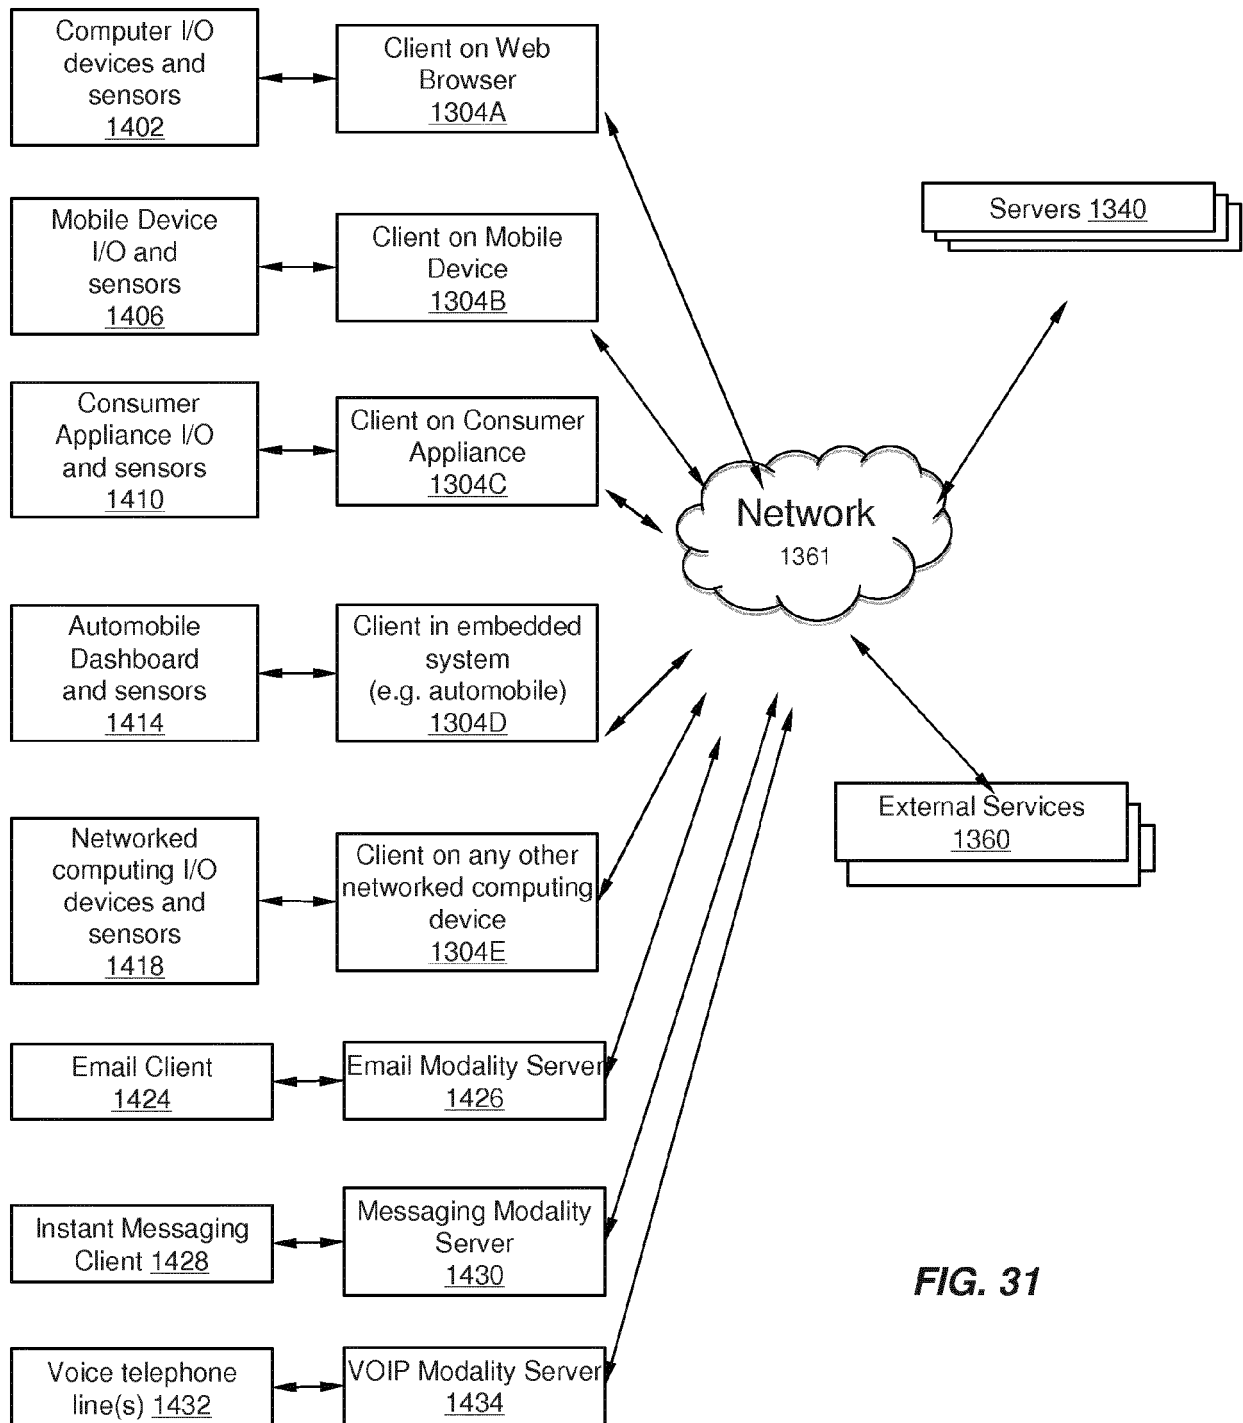 Computer I/O
devices and
sensors
1402
Client on Web
Browser
1304A
Mobile Device
I/O and
sensors
1406
Client on Mobile
Device
1304B
Servers 1340
Consumer
Appliance I/O
and sensors
1410
Client on Consumer
Appliance
1304C
Network
1361
Automobile
Dashboard
and sensors
1414
Client in embedded
system
(e.g. automobile)
1304D
External Services
1360
Networked
computing I/O
devices and
sensors
1418
Client on any other
networked computing
device
1304E
Email Client
1424
Email Modality Server
1426
Instant Messaging
Client 1428
Messaging Modality
Server
1430
FIG. 31
Voice telephone
line(s) 1432
VOIP Modality Server
1434